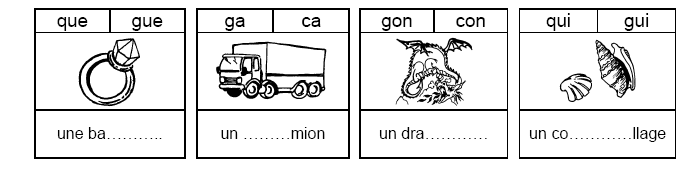 que gue ga ca gon con qui gui
une ba……….. un ………mion un dra………… un co…………llage